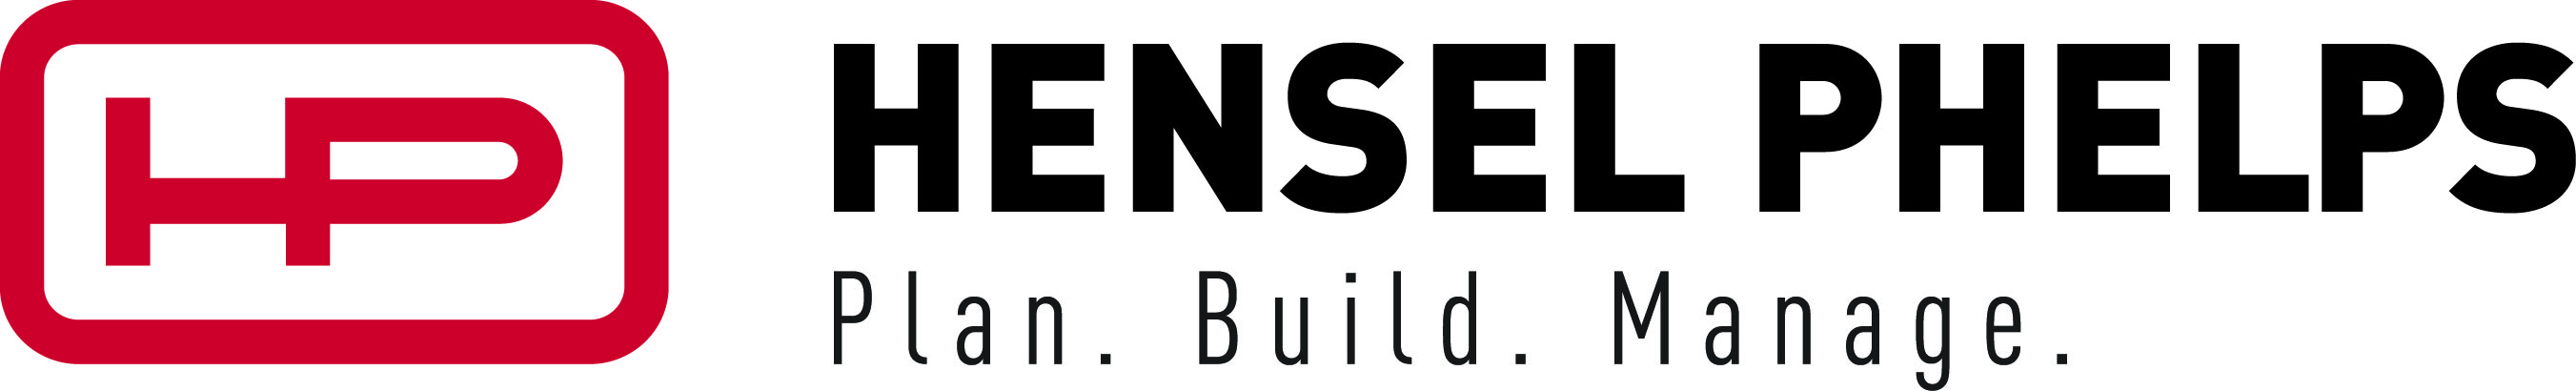 HP
HENSEL PHELPS
Plan. Build. Manage.